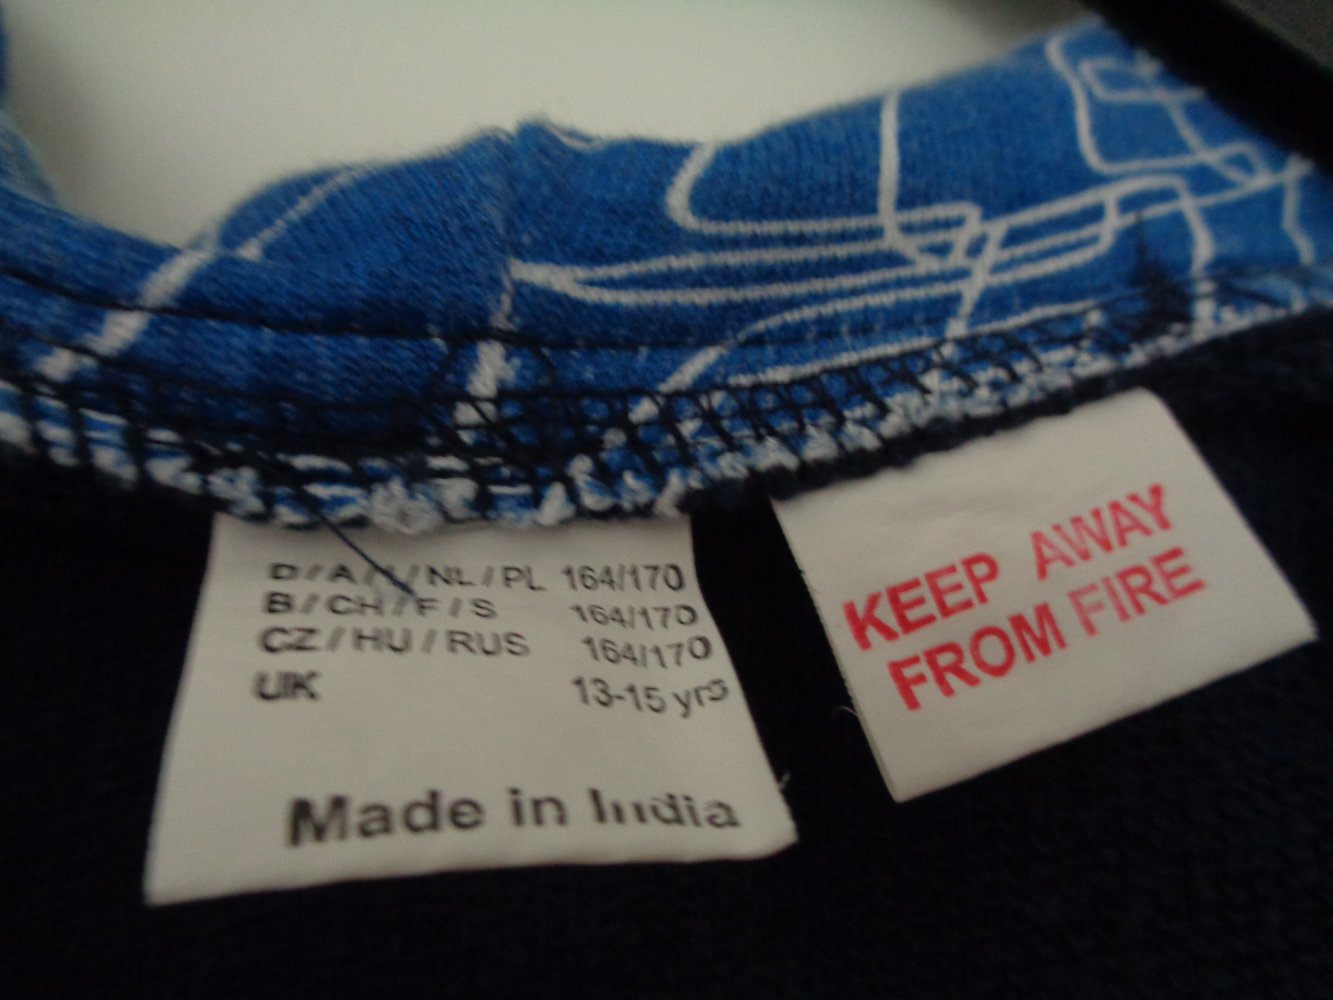 D / A / I / NL / PL 164/170
B / CH / F / S 164/170
CZ / HU / RUS 164/170
UK 13-15 yrs
Made in India
KEEP AWAY
FROM FIRE